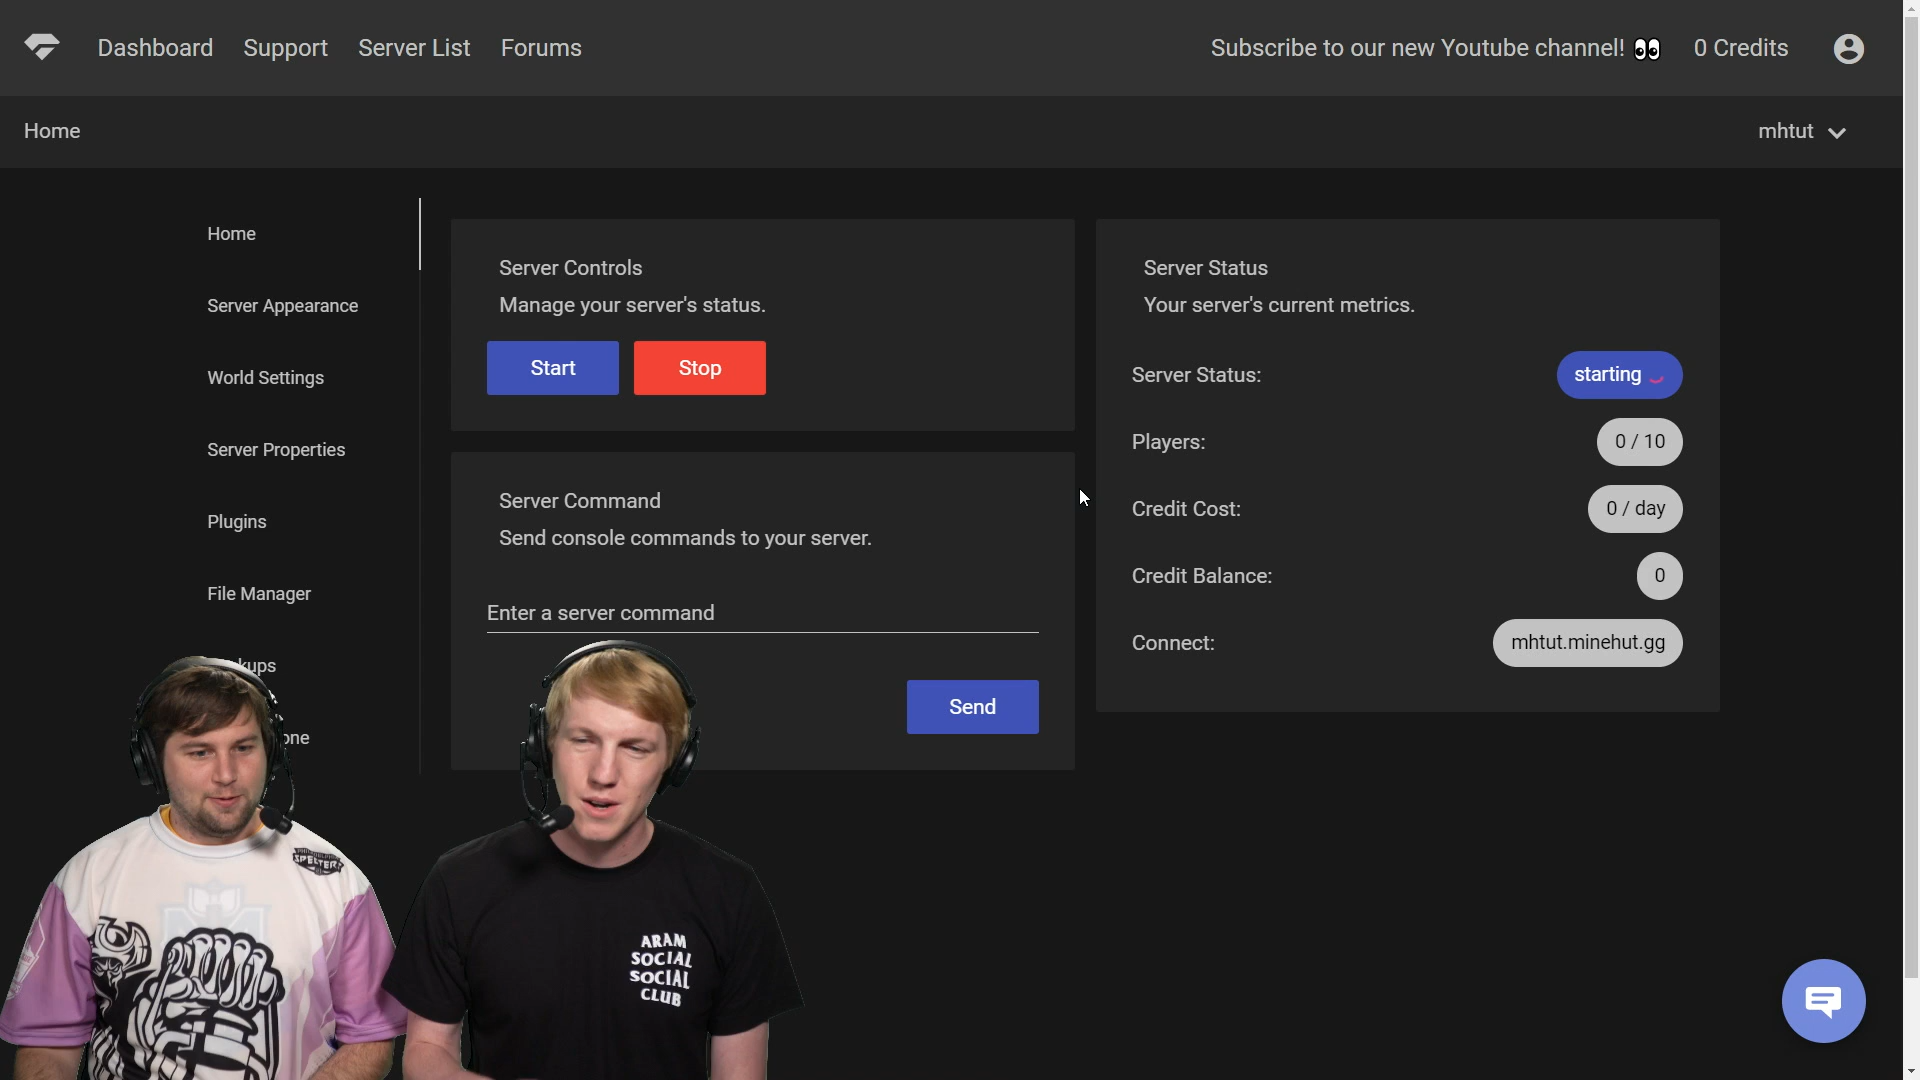 Dashboard
Support
Server List
Forums
Subscribe to our new Youtube channel! 👀
0 Credits
Home
mhtut
Home
Server Appearance
World Settings
Server Properties
Plugins
File Manager
kups
one
Server Controls
Manage your server's status.
Start
Stop
Server Command
Send console commands to your server.
Enter a server command
Send
Server Status
Your server's current metrics.
Server Status:
starting
Players:
0 / 10
Credit Cost:
0 / day
Credit Balance:
0
Connect:
mhtut.minehut.gg
SPELTER
ARAM
SOCIAL
SOCIAL
CLUB